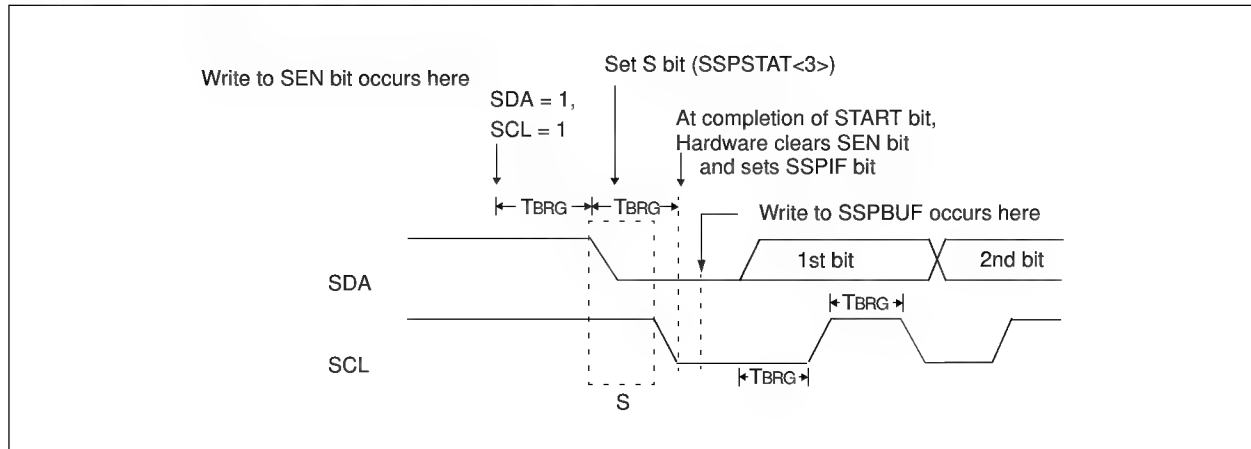 Write to SEN bit occurs here
SDA = 1,
SCL = 1
Set S bit (SSPSTAT<3>)
At completion of START bit,
Hardware clears SEN bit
and sets SSPIF bit
TBRG
TBRG
Write to SSPBUF occurs here
SDA
1st bit
2nd bit
TBRG
SCL
TBRG
S